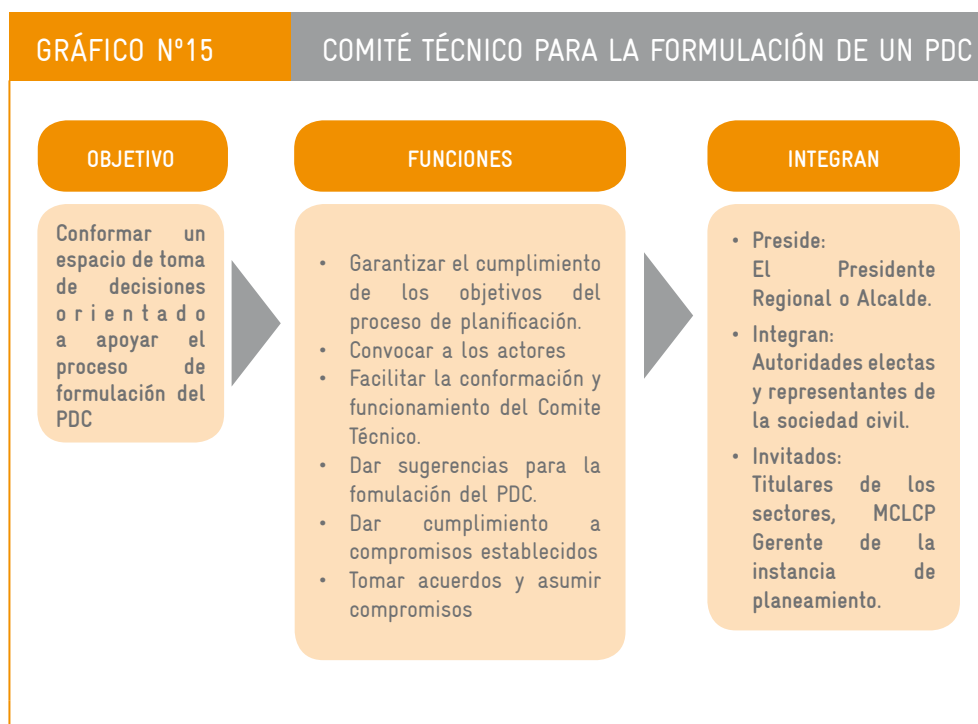 GRÁFICO Nº15
COMITÉ TÉCNICO PARA LA FORMULACIÓN DE UN PDC
OBJETIVO
Conformar un
espacio de toma
de decisiones
orientado
a apoyar el
proceso de
formulación del
PDC
FUNCIONES
• Garantizar el cumplimiento
de los objetivos del
proceso de planificación.
• Convocar a los actores
• Facilitar la conformación y
funcionamiento del Comite
Técnico.
• Dar sugerencias para la
fomulación del PDC.
• Dar cumplimiento a
compromisos establecidos
• Tomar acuerdos y asumir
compromisos
INTEGRAN
• Preside:
El Presidente
Regional o Alcalde.
• Integran:
Autoridades electas
y representantes de
la sociedad civil.
• Invitados:
Titulares de los
sectores, MCLCP
Gerente de la
instancia de
planeamiento.